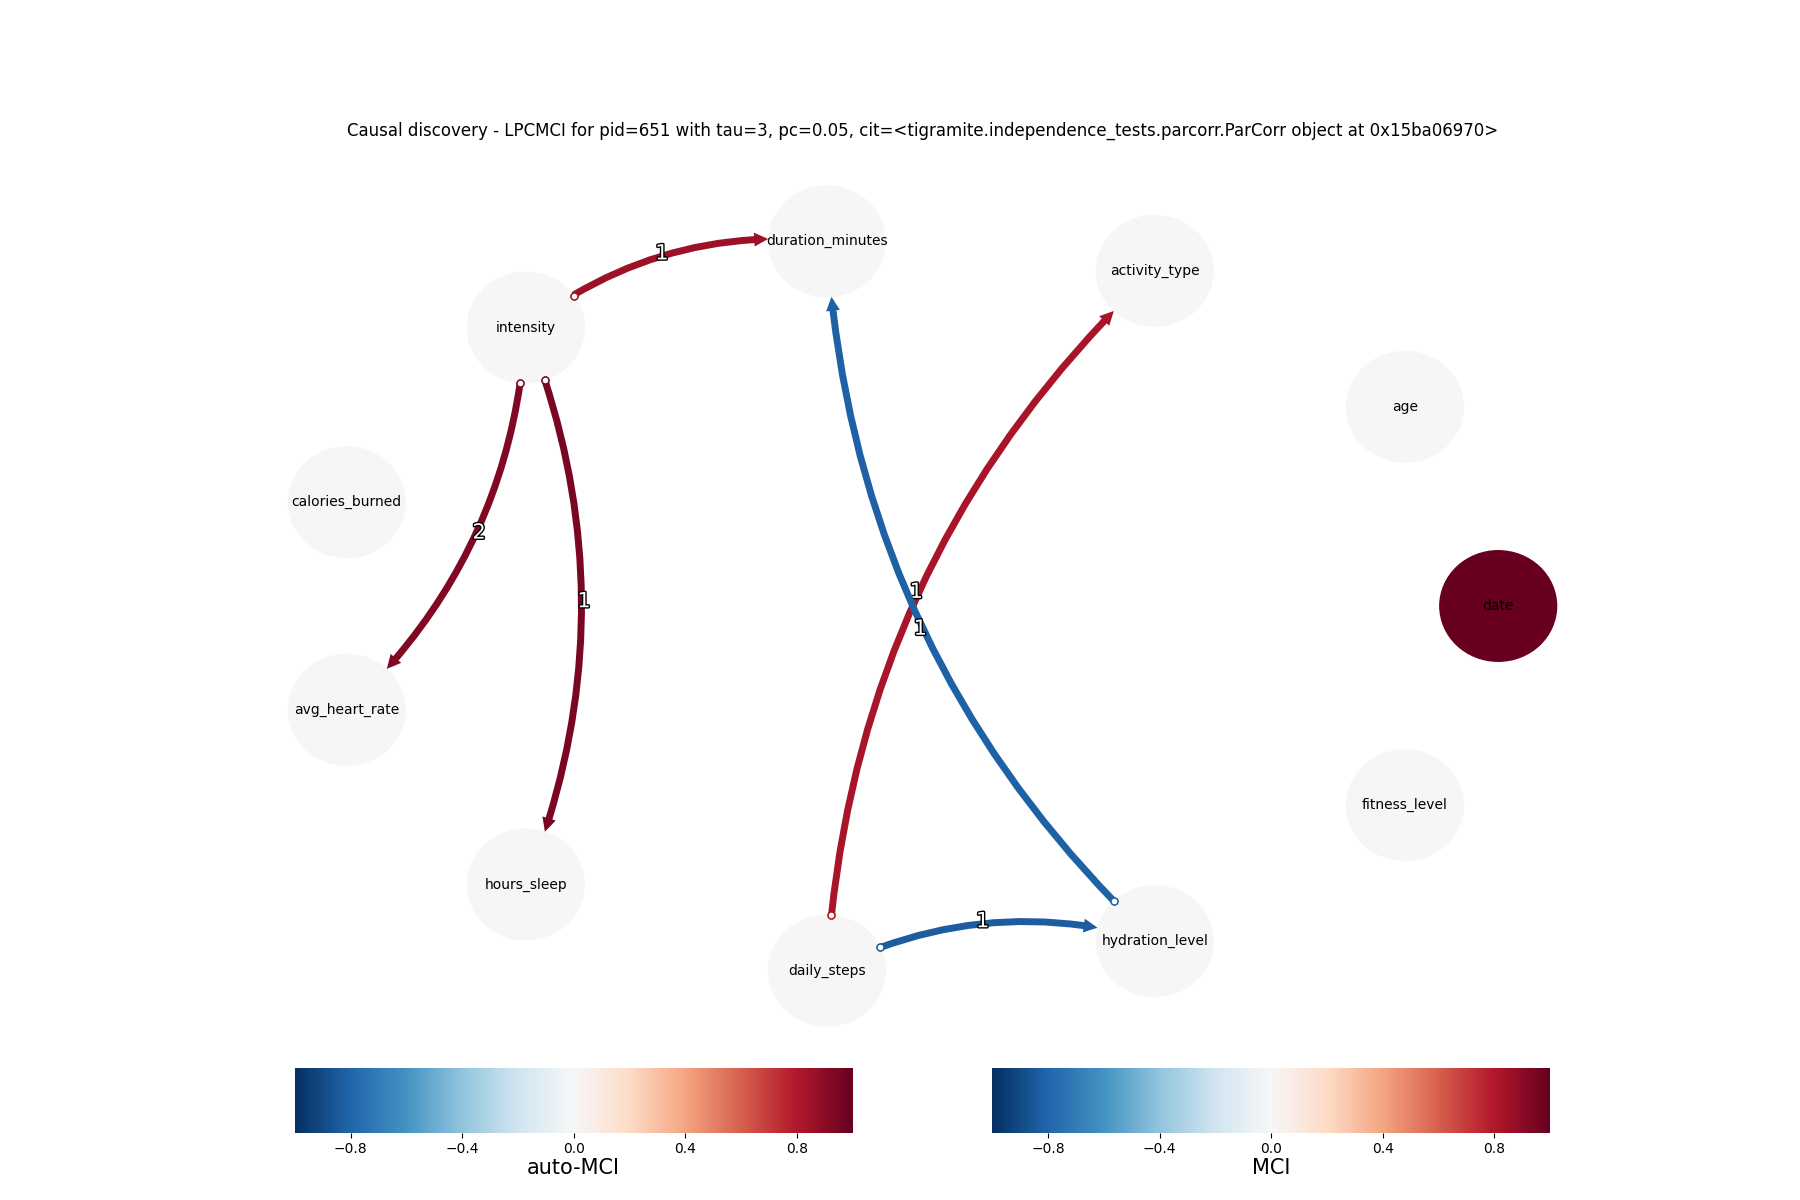 Causal discovery - LPCMCI for pid=651 with tau=3, pc=0.05, cit=<tigramite.independence_tests.parcorr.ParCorr object at 0x15ba06970>
duration_minutes
1
activity_type
intensity
age
calories_burned
2
1
1
date
1
avg_heart_rate
fitness_level
hours_sleep
1
hydration_level
daily_steps
−0.8 −0.4 0.0 0.4 0.8
auto-MCI
−0.8 −0.4 0.0 0.4 0.8
MCI